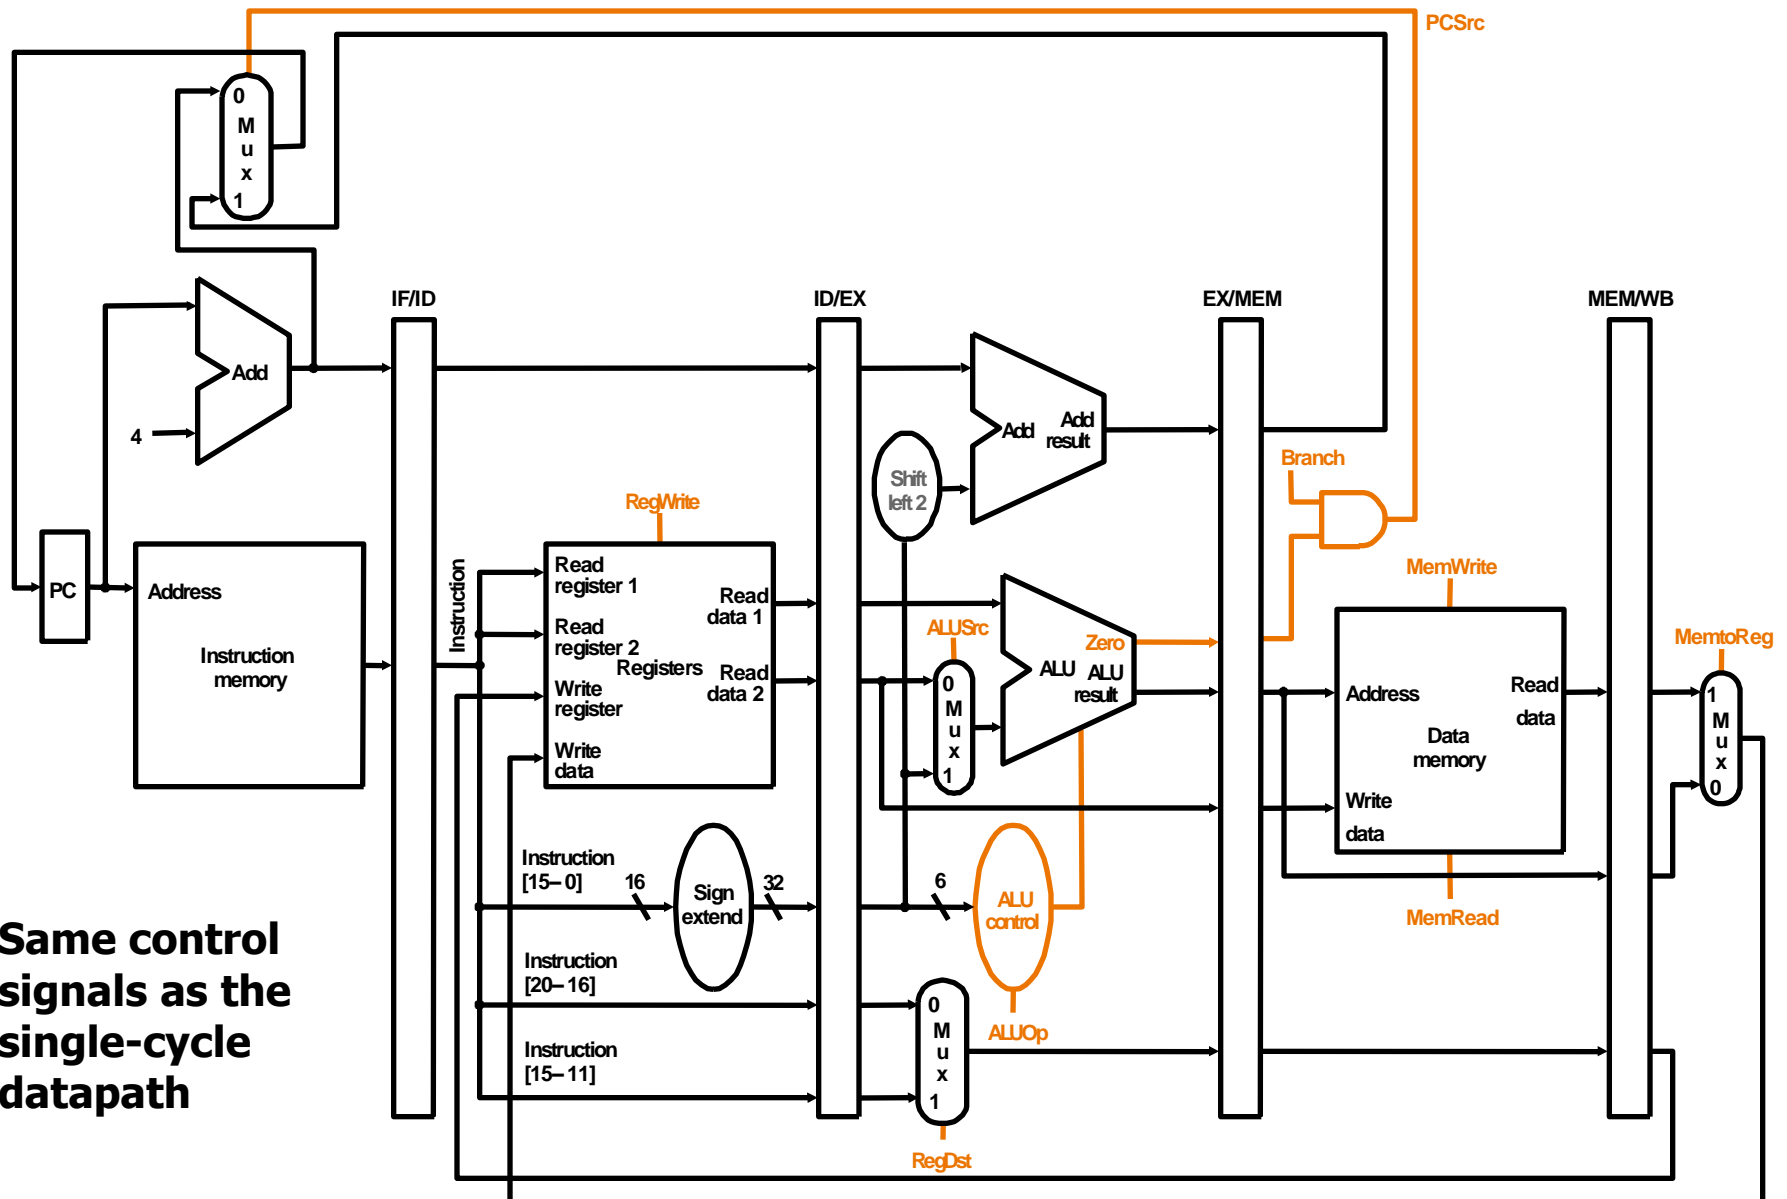 PCSrc
0
M
u
x
1
IF/ID
ID/EX
EX/MEM
MEM/WB
Add
4
Add
Add
result
Shift
left 2
Branch
RegWrite
PC
Address
Instruction
memory
Instruction
Read
register 1
Read
register 2
Registers
Write
register
Write
data
Read
data 1
Read
data 2
ALUSrc
0
M
u
x
1
Zero
ALU
ALU
result
MemWrite
Address
Read
data
Data
memory
Write
data
MemRead
MemtoReg
1
M
u
x
0
Instruction
[15–0]
16
Sign
extend
32
6
ALU
control
ALUOp
Instruction
[20–16]
Instruction
[15–11]
0
M
u
x
1
RegDst
Same control
signals as the
single-cycle
datapath